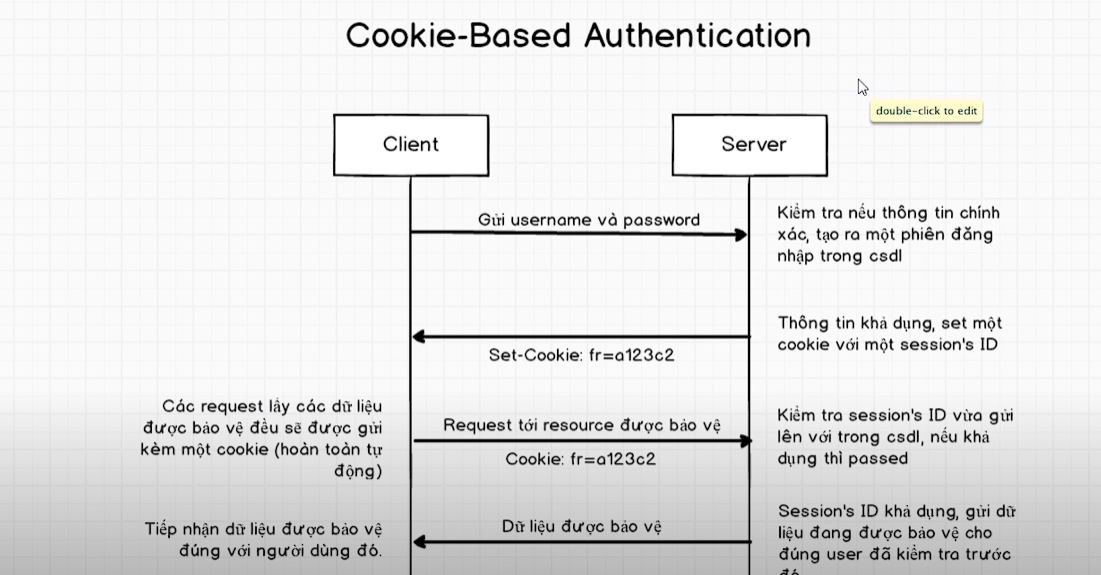 Cookie-Based Authentication
double-click to edit
Client
Server
Gửi username và password
Kiểm tra nếu thông tin chính
xác, tạo ra một phiên đăng
nhập trong csdl
Thông tin khả dụng, set một
cookie với một session's ID
Set-Cookie: fr=a123c2
Các request lấy các dữ liệu
được bảo vệ đều sẽ được gửi
kèm một cookie (hoàn toàn tự
động)
Request tới resource được bảo vệ
Cookie: fr=a123c2
Kiểm tra session's ID vừa gửi
lên với trong csdl, nếu khả
dụng thì passed
Tiếp nhận dữ liệu được bảo vệ
đúng với người dùng đó.
Dữ liệu được bảo vệ
Session's ID khả dụng, gửi dữ
liệu đang được bảo vệ cho
đúng user đã kiểm tra trước
đó